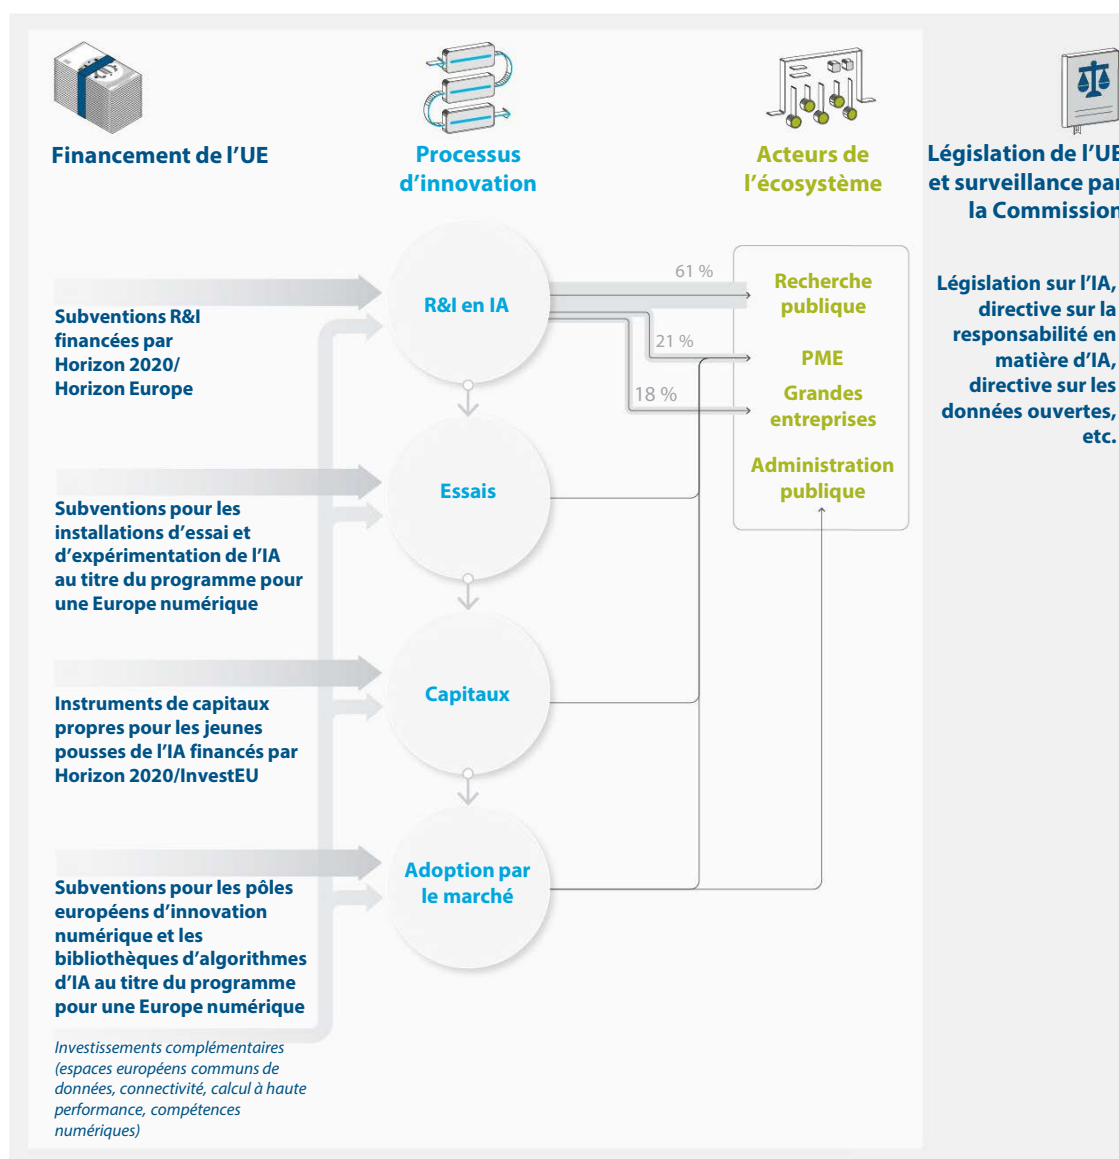 Financement de l’UE
Processus
d’innovation
Acteurs de
l’écosystème
Législation de l’UE
et surveillance par
la Commission
Subventions R&I
financées par
Horizon 2020/
Horizon Europe
R&I en IA
61 %
21 %
18 %
Recherche
publique
PME
Grandes
entreprises
Administration
publique
Législation sur l’IA,
directive sur la
responsabilité en
matière d’IA,
directive sur les
données ouvertes,
etc.
Subventions pour les
installations d’essai et
d’expérimentation de l’IA
au titre du programme pour
une Europe numérique
Essais
Instruments de capitaux
propres pour les jeunes
pousses de l’IA financés par
Horizon 2020/InvestEU
Capitaux
Subventions pour les pôles
européens d’innovation
numérique et les
bibliothèques d’algorithmes
d’IA au titre du programme
pour une Europe numérique
Adoption par
le marché
Investissements complémentaires
(espaces européens communs de
données, connectivité, calcul à haute
performance, compétences
numériques)